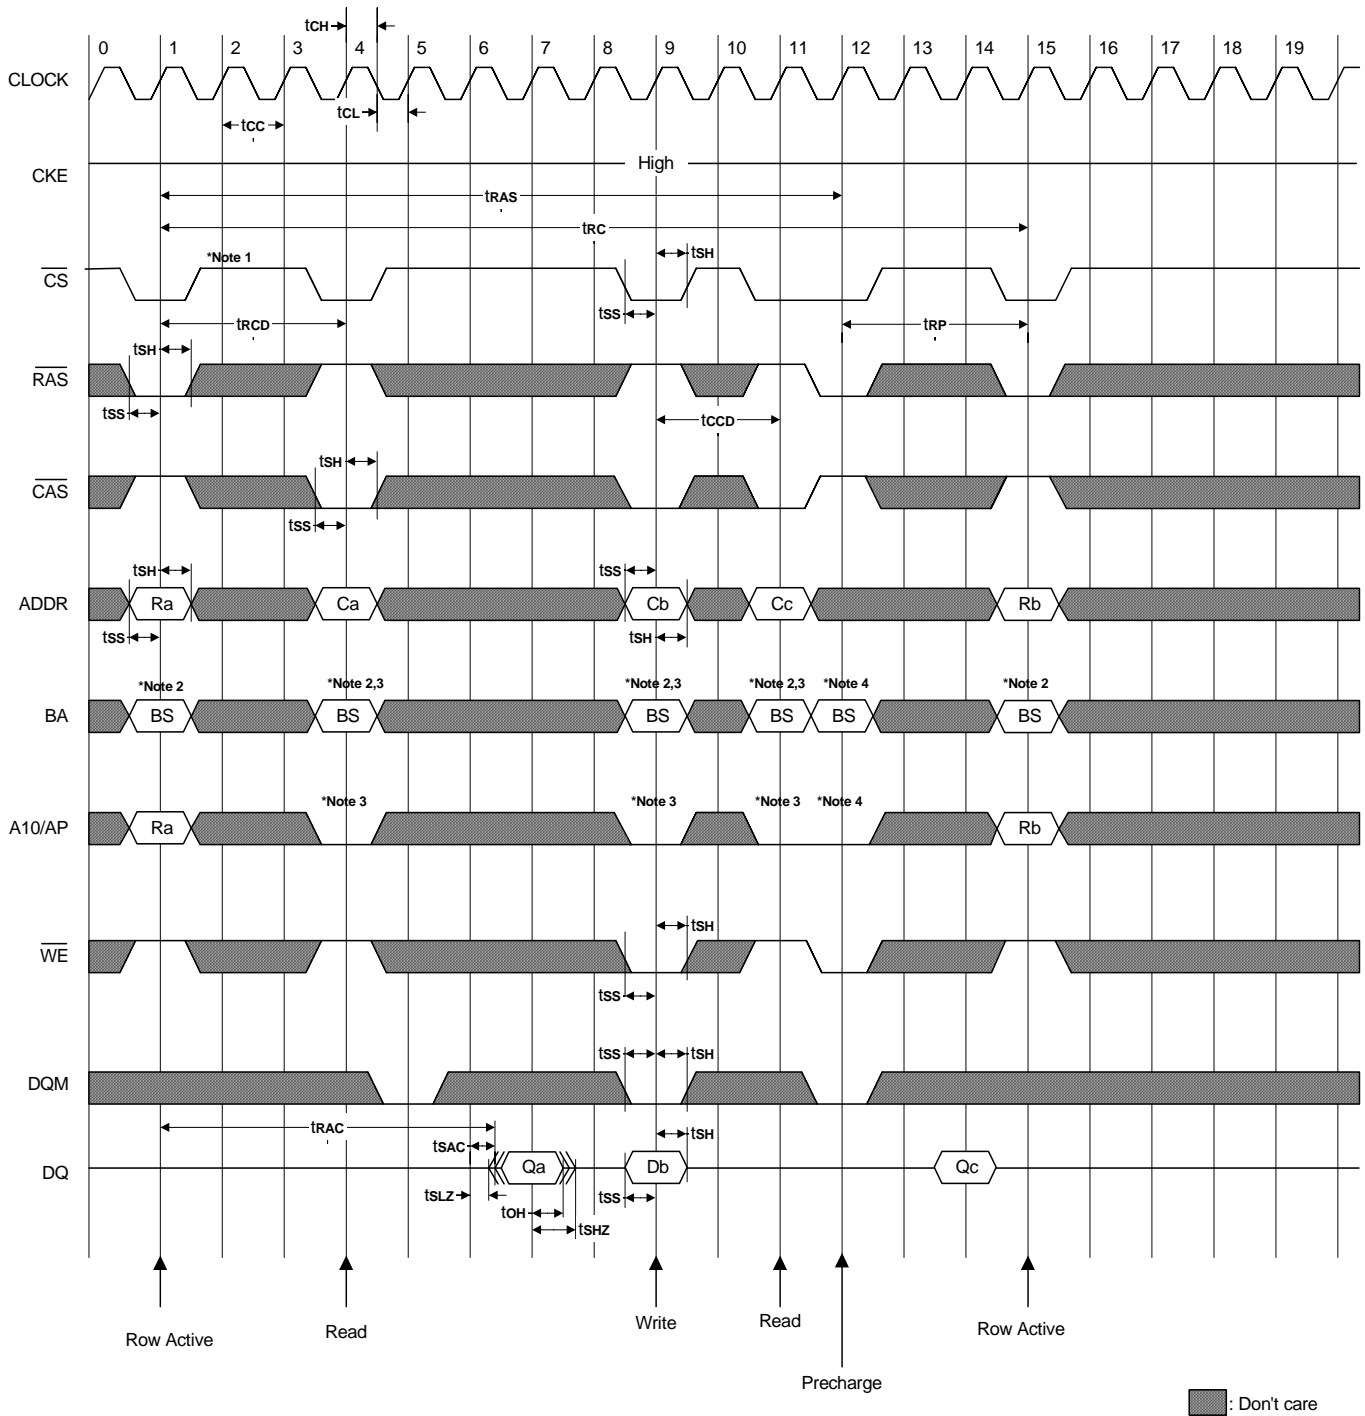 tCH
0 1 2 3 4 5 6 7 8 9 10 11 12 13 14 15 16 17 18 19
CLOCK
tCL
tCC
High
CKE
tRAS
tRC
*Note 1
tSH
CS
tSS
tRCD
tRP
tSH
RAS
tSS
tCCD
tSH
CAS
tSS
tSH
tSS
ADDR
Ra Ca Cb Cc Rb
tSS
tSH
*Note 2 *Note 2,3 *Note 2,3 *Note 2,3 *Note 4 *Note 2
BA
BS BS BS BS BS BS
*Note 3 *Note 3 *Note 3 *Note 4
A10/AP
Ra Rb
tSH
WE
tSS
tSS tSH
DQM
tRAC
tSAC
tSH
DQ
Qa Db Qc
tSLZ
tSS
tOH
tSHZ
Row Active Read Write Read Row Active
Precharge
: Don't care